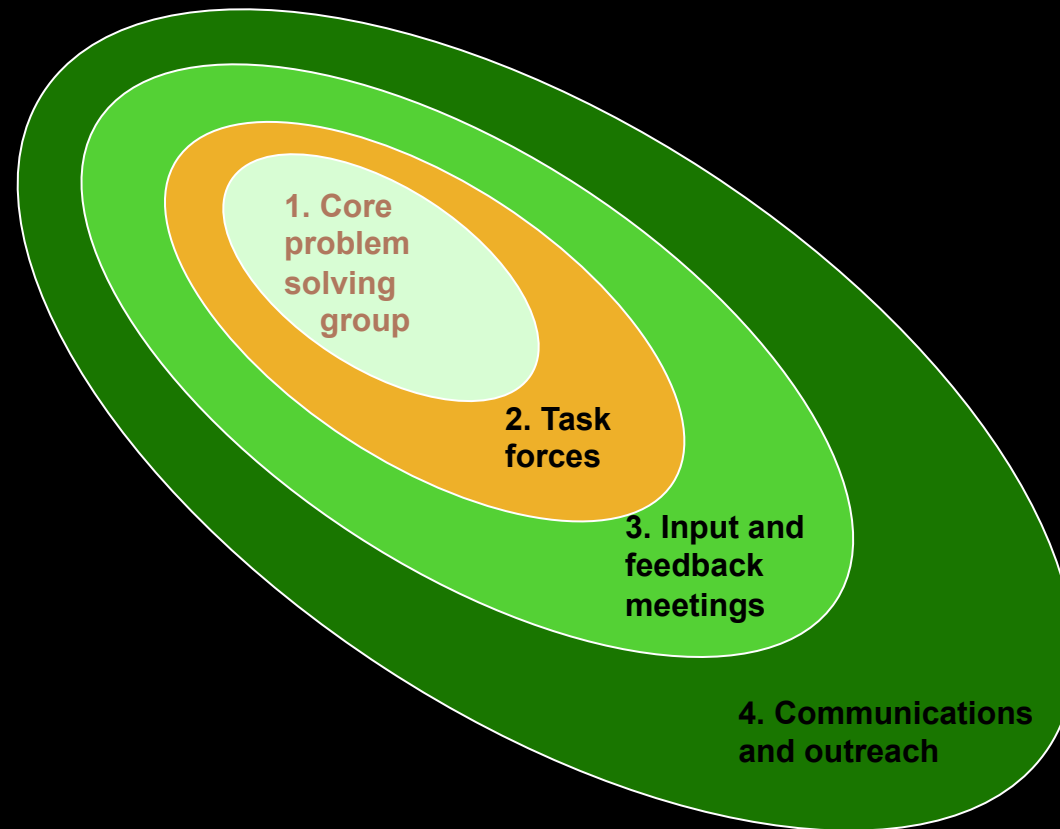 1. Core
problem
solving
group
2. Task
forces
3. Input and
feedback
meetings
4. Communications
and outreach